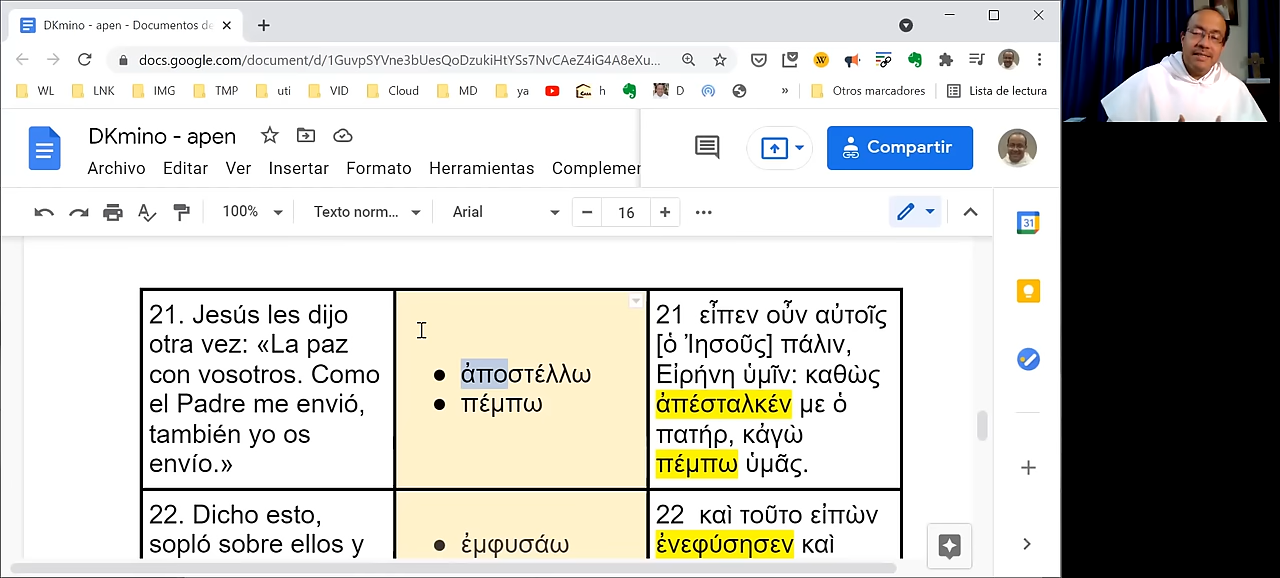 DKmino - apen - Documentos de
docs.google.com/document/d/1GuvpSYVne3bUesQoDzukiHtYSs7NvCAeZ4iG4A8eXu...
WL LNK IMG TMP uti VID Cloud MD ya h D » Otros marcadores Lista de lectura
DKmino - apen
Compartir
Archivo Editar Ver Insertar Formato Herramientas Complemen
100% Texto norm... Arial 16
31
21. Jesús les dijo
otra vez: «La paz
con vosotros. Como
el Padre me envió,
también yo os
envío.»
● ἀποστέλλω
● πέμπω
21 εἶπεν οὖν αὐτοῖς
[ὁ Ἰησοῦς] πάλιν,
Εἰρήνη ὑμῖν: καθὼς
ἀπέσταλκέν με ὁ
πατήρ, κἀγὼ
πέμπω ὑμᾶς.
22. Dicho esto,
sopló sobre ellos y
● ἐμφυσάω
22 καὶ τοῦτο εἰπὼν
ἐνεφύσησεν καὶ